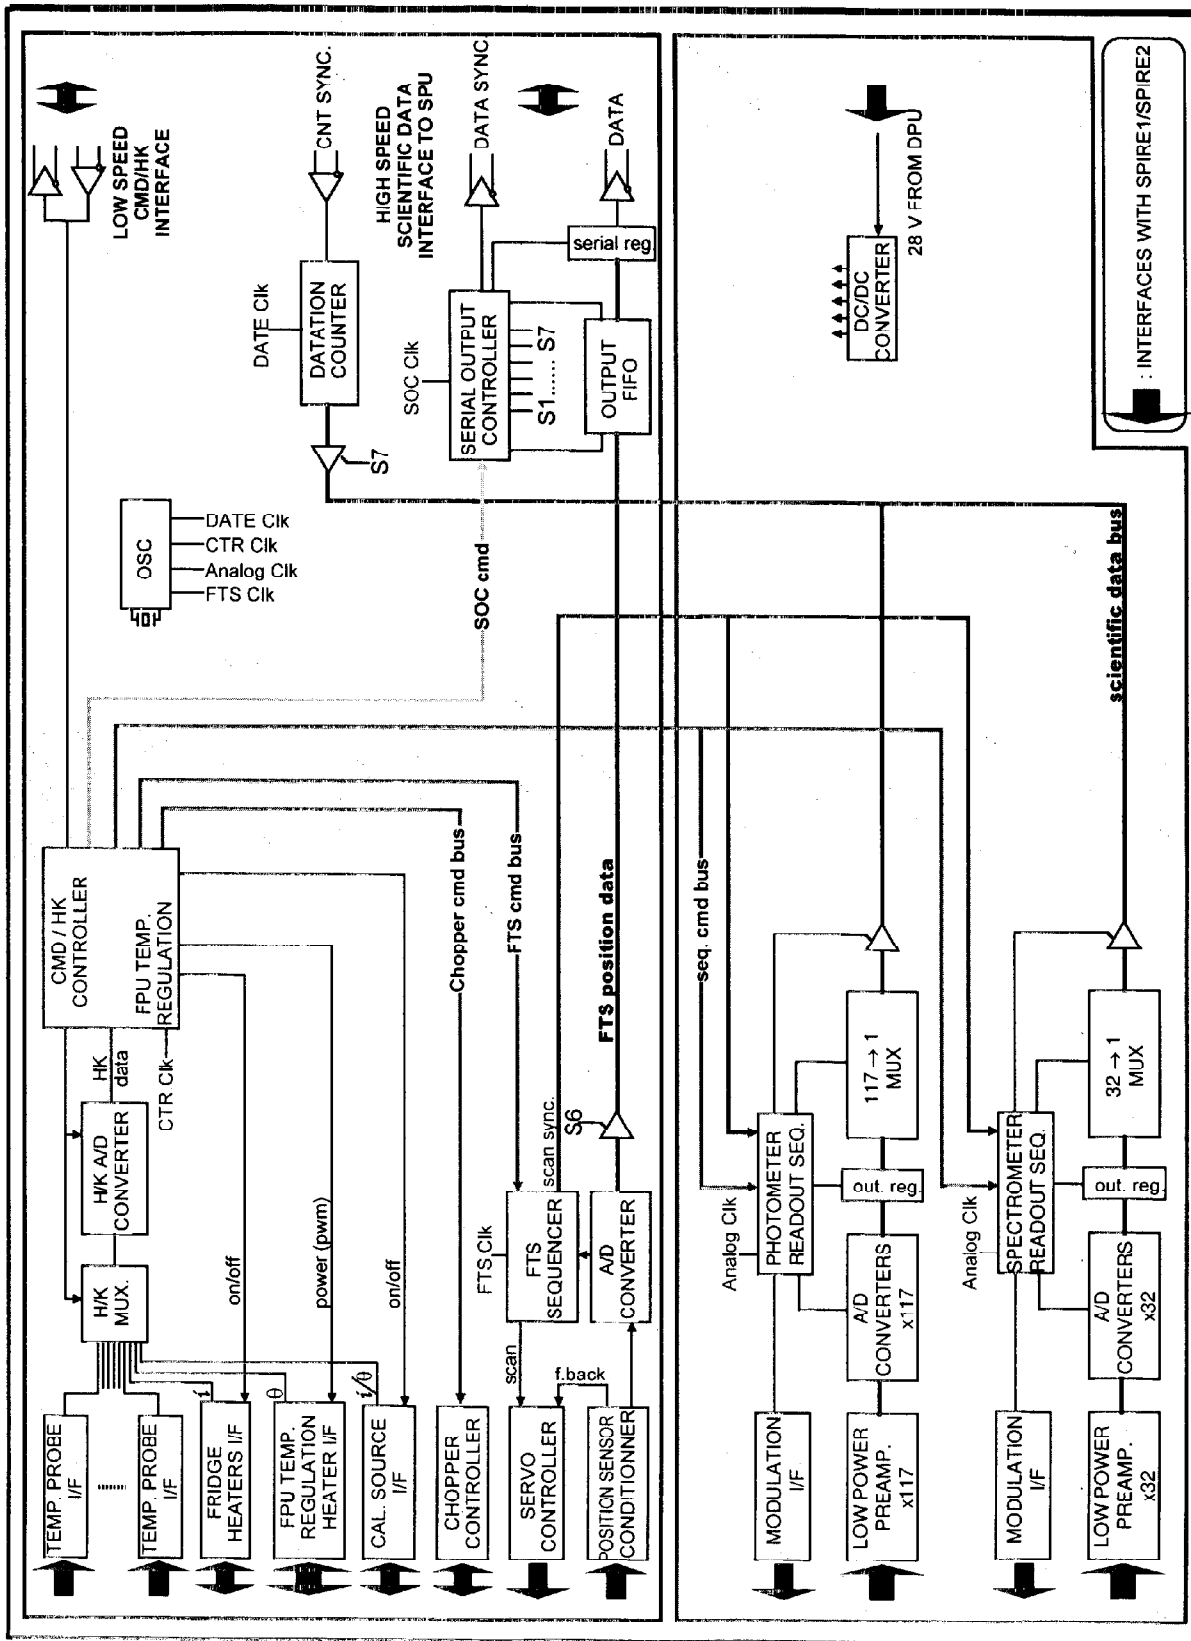 LOW SPEED
CMD/HK
INTERFACE
CNT SYNC.
HIGH SPEED
SCIENTIFIC DATA
INTERFACE TO SPU
DATA SYNC.
DATA
serial reg.
DATE Clk
DATATION
COUNTER
S7
SOC Clk
SERIAL OUTPUT
CONTROLLER
S1...... S7
OUTPUT
FIFO
28 V FROM DPU
DC/DC
CONVERTER
: INTERFACES WITH SPIRE1/SPIRE2
OSC
DATE Clk
CTR Clk
Analog Clk
FTS Clk
SOC cmd
scientific data bus
CMD / HK
CONTROLLER
FPU TEMP.
REGULATION
HK
data
CTR Clk
Chopper cmd bus
FTS cmd bus
FTS position data
seq. cmd bus
H/K A/D
CONVERTER
H/K
MUX.
on/off
power (pwm)
on/off
scan sync.
S6
FTS Clk
FTS
SEQUENCER
A/D
CONVERTER
scan
f.back
i
θ
i/θ
TEMP. PROBE
I/F
........
TEMP. PROBE
I/F
FRIDGE
HEATERS I/F
FPU TEMP.
REGULATION
HEATER I/F
CAL. SOURCE
I/F
CHOPPER
CONTROLLER
SERVO
CONTROLLER
POSITION SENSOR
CONDITIONNER
117 → 1
MUX
Analog Clk
PHOTOMETER
READOUT SEQ.
out. reg.
A/D
CONVERTERS
x117
MODULATION
I/F
LOW POWER
PREAMP.
x117
32 → 1
MUX
Analog Clk
SPECTROMETER
READOUT SEQ.
out. reg.
A/D
CONVERTERS
x32
MODULATION
I/F
LOW POWER
PREAMP.
x32